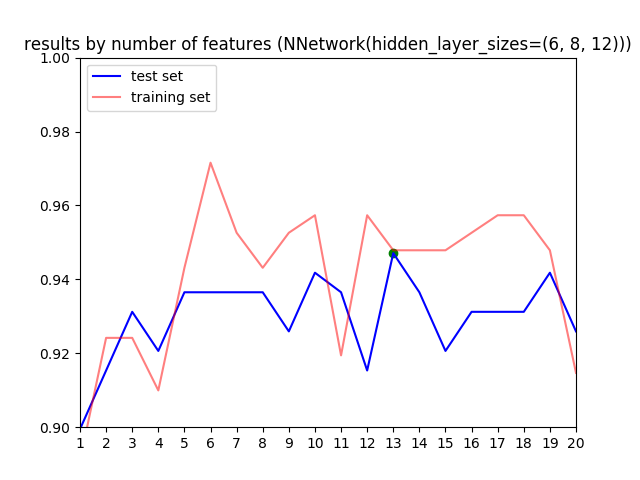 results by number of features (NNetwork(hidden_layer_sizes=(6, 8, 12)))
test set
training set
1.00
0.98
0.96
0.94
0.92
0.90
1 2 3 4 5 6 7 8 9 10 11 12 13 14 15 16 17 18 19 20